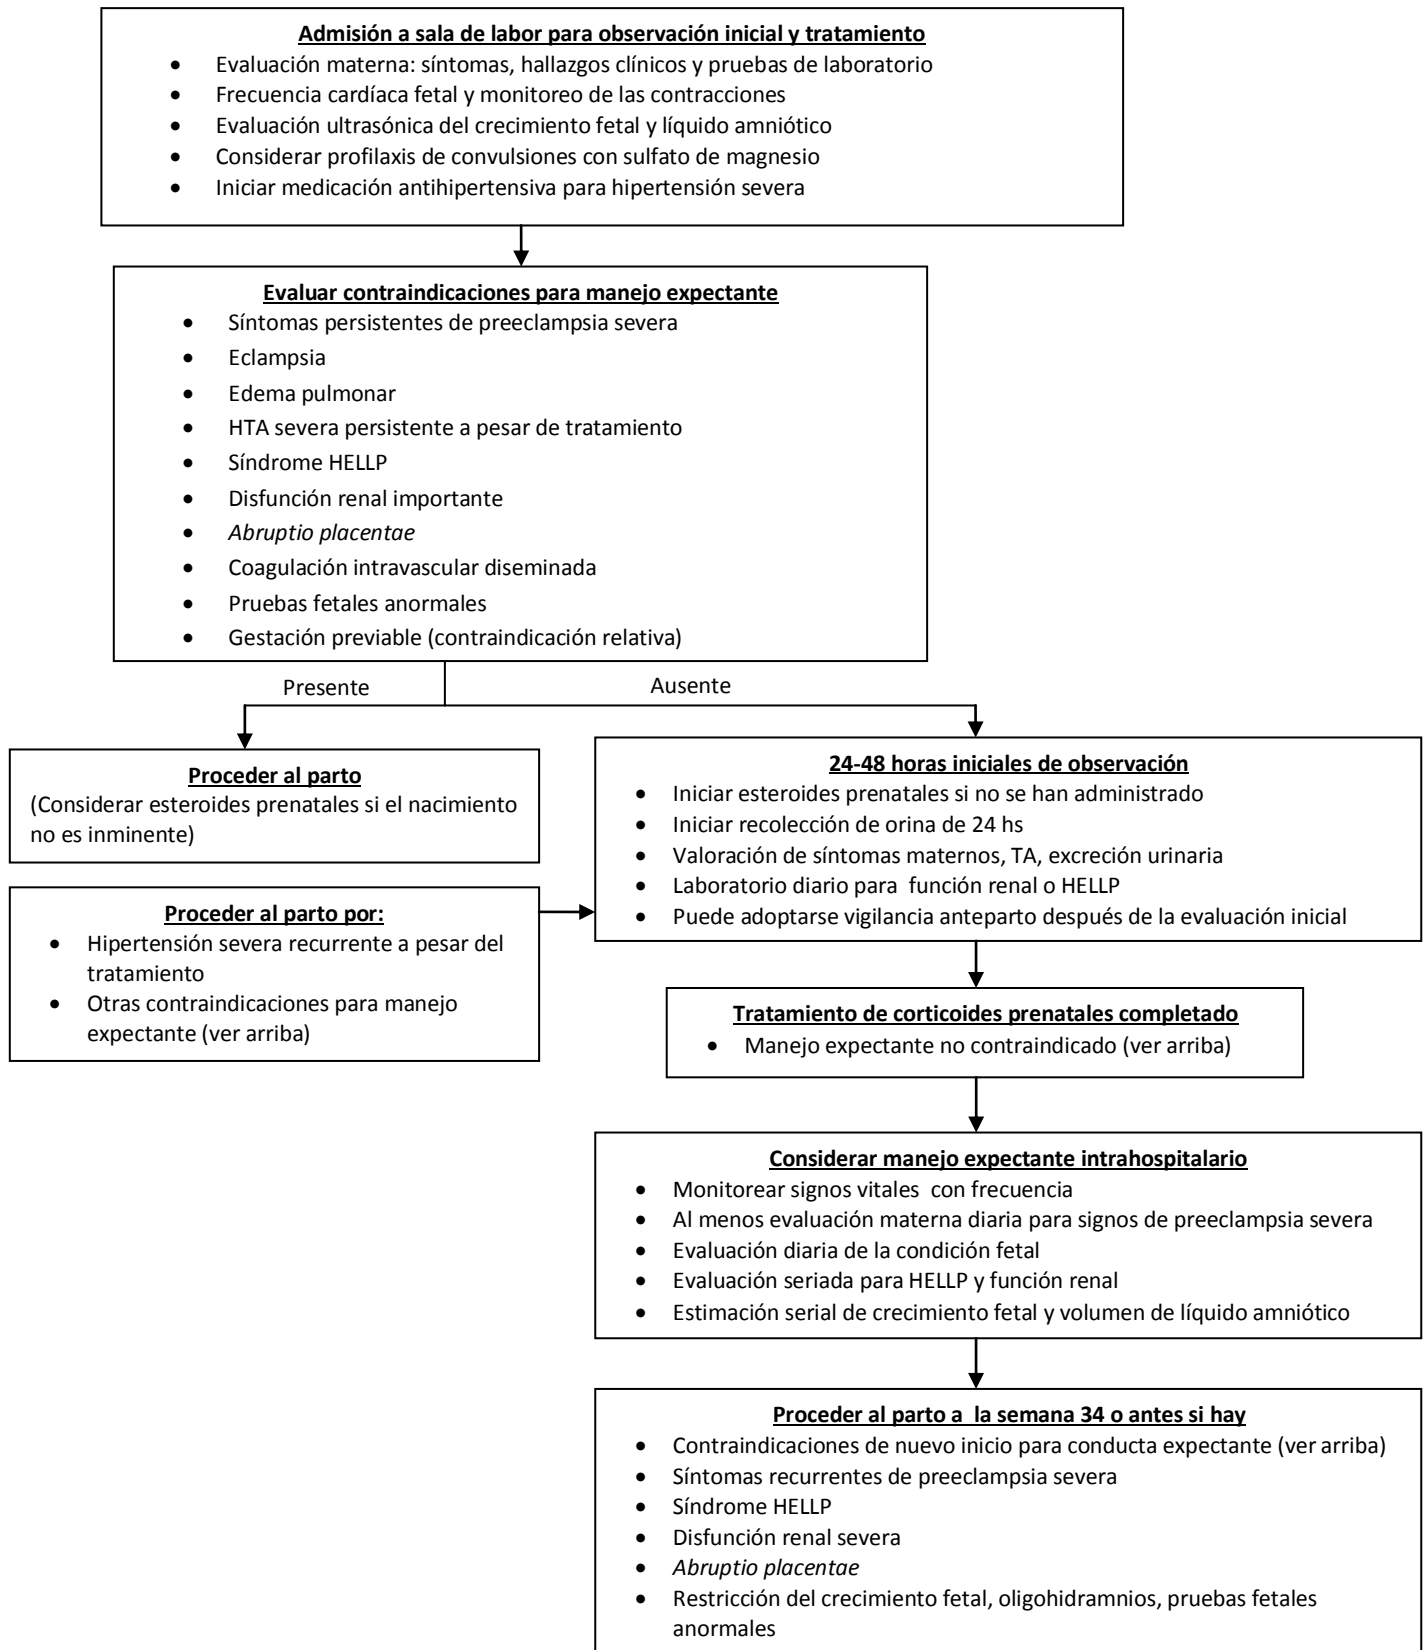 Admisión a sala de labor para observación inicial y tratamiento
• Evaluación materna: síntomas, hallazgos clínicos y pruebas de laboratorio
• Frecuencia cardíaca fetal y monitoreo de las contracciones
• Evaluación ultrasónica del crecimiento fetal y líquido amniótico
• Considerar profilaxis de convulsiones con sulfato de magnesio
• Iniciar medicación antihipertensiva para hipertensión severa
Evaluar contraindicaciones para manejo expectante
• Síntomas persistentes de preeclampsia severa
• Eclampsia
• Edema pulmonar
• HTA severa persistente a pesar de tratamiento
• Síndrome HELLP
• Disfunción renal importante
• Abruptio placentae
• Coagulación intravascular diseminada
• Pruebas fetales anormales
• Gestación previable (contraindicación relativa)
Presente
Ausente
Proceder al parto
(Considerar esteroides prenatales si el nacimiento
no es inminente)
24-48 horas iniciales de observación
• Iniciar esteroides prenatales si no se han administrado
• Iniciar recolección de orina de 24 hs
• Valoración de síntomas maternos, TA, excreción urinaria
• Laboratorio diario para función renal o HELLP
• Puede adoptarse vigilancia anteparto después de la evaluación inicial
Proceder al parto por:
• Hipertensión severa recurrente a pesar del
tratamiento
• Otras contraindicaciones para manejo
expectante (ver arriba)
Tratamiento de corticoides prenatales completado
• Manejo expectante no contraindicado (ver arriba)
Considerar manejo expectante intrahospitalario
• Monitorear signos vitales con frecuencia
• Al menos evaluación materna diaria para signos de preeclampsia severa
• Evaluación diaria de la condición fetal
• Evaluación seriada para HELLP y función renal
• Estimación serial de crecimiento fetal y volumen de líquido amniótico
Proceder al parto a la semana 34 o antes si hay
• Contraindicaciones de nuevo inicio para conducta expectante (ver arriba)
• Síntomas recurrentes de preeclampsia severa
• Síndrome HELLP
• Disfunción renal severa
• Abruptio placentae
• Restricción del crecimiento fetal, oligohidramnios, pruebas fetales
anormales